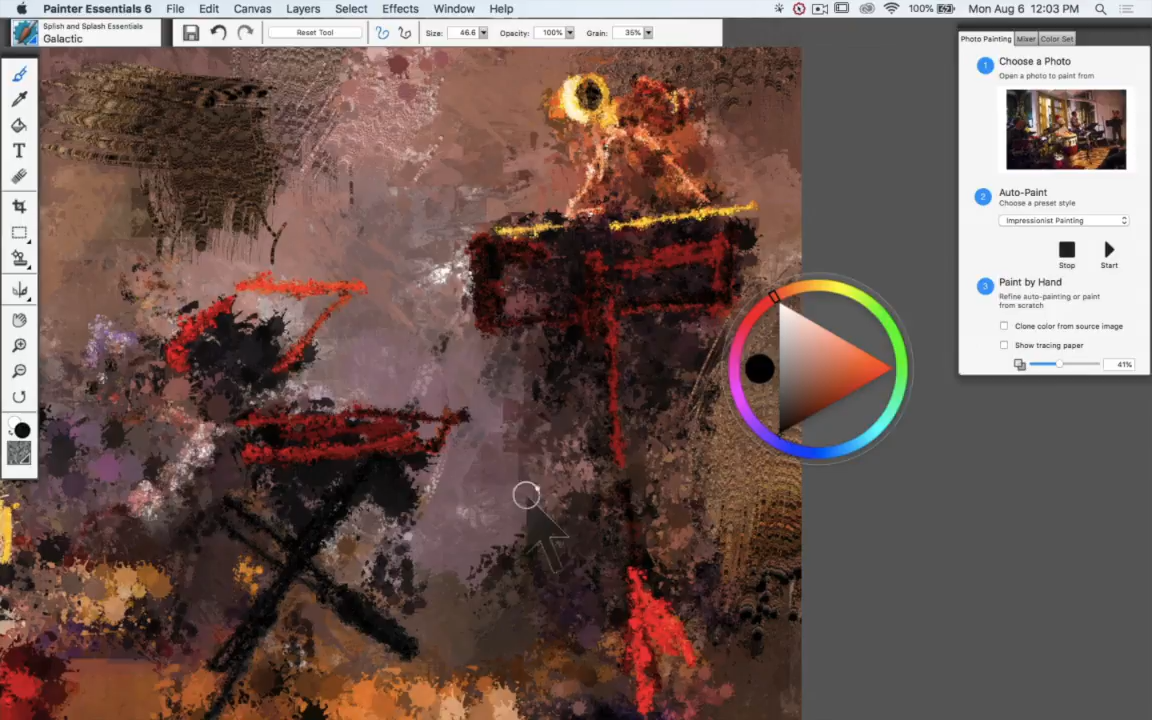 Painter Essentials 6 File Edit Canvas Layers Select Effects Window Help 100% Mon Aug 6 12:03 PM
Splish and Splash Essentials
Galactic
Reset Tool Size: 46.6 Opacity: 100% Grain: 35%
Photo Painting Mixer Color Set
1 Choose a Photo
Open a photo to paint from
2 Auto-Paint
Choose a preset style
Impressionist Painting
Stop Start
3 Paint by Hand
Refine auto-painting or paint
from scratch
Clone color from source image
Show tracing paper
41%